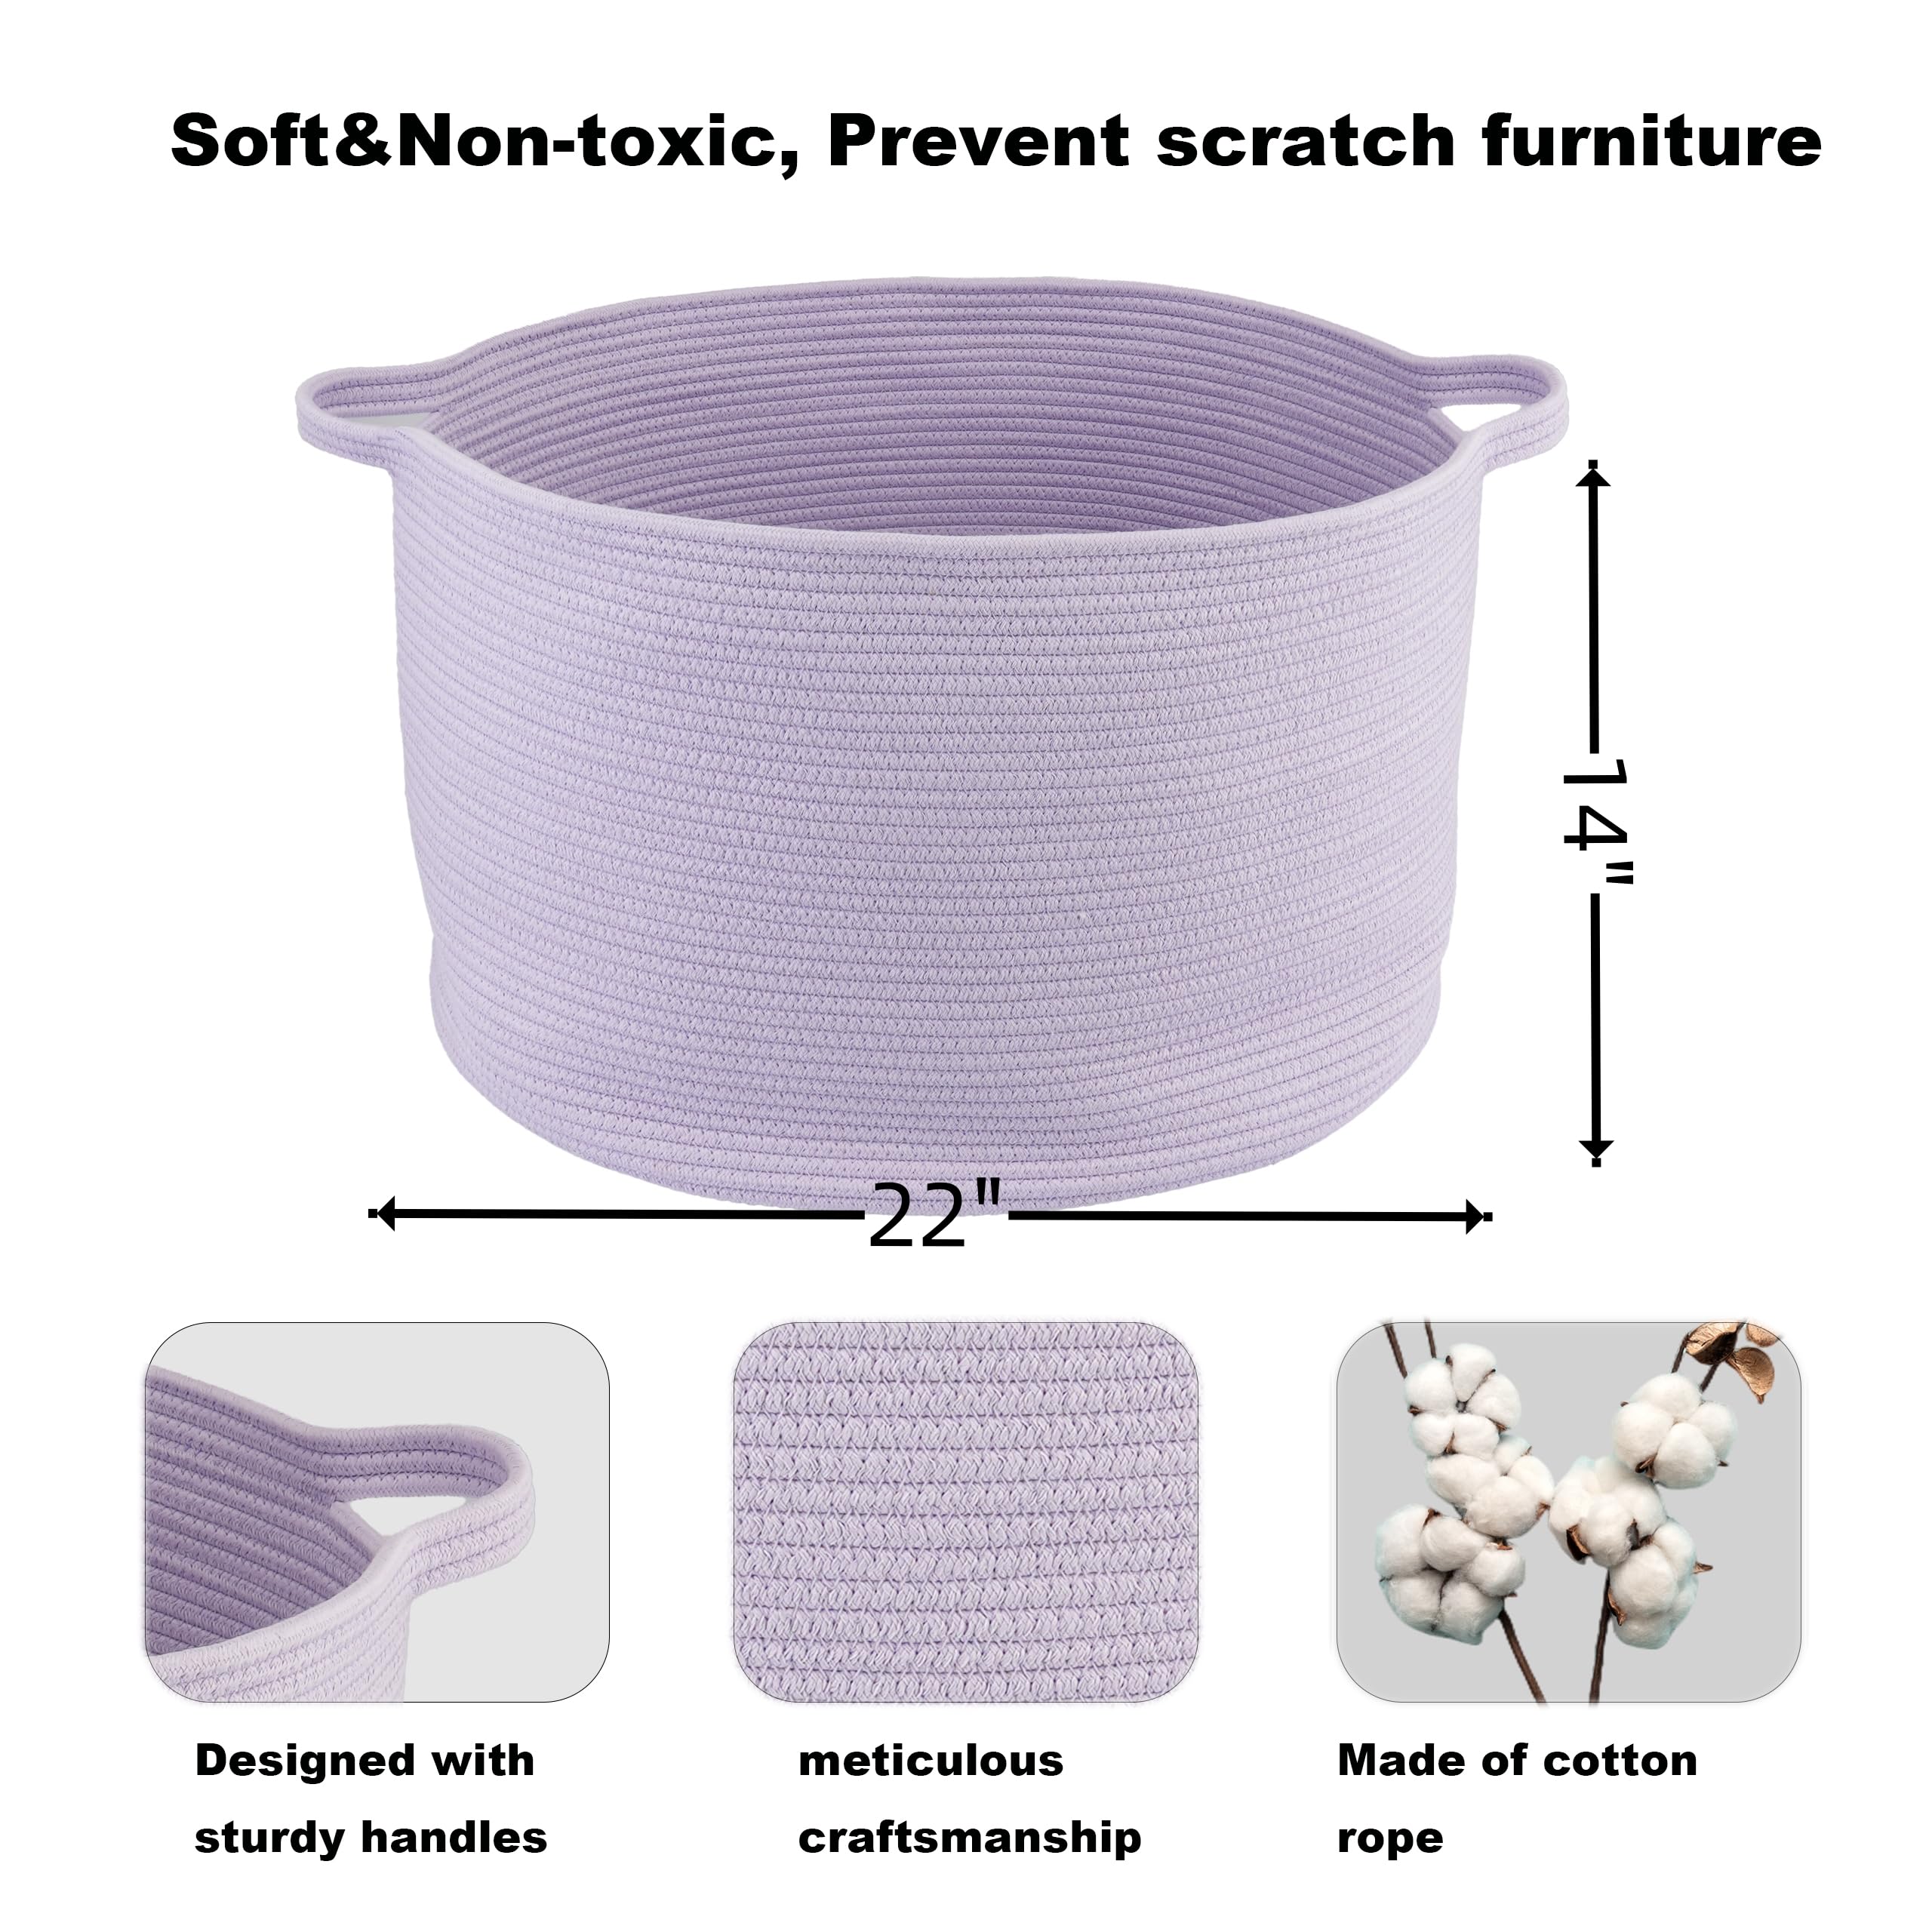 Soft&Non-toxic, Prevent scratch furniture
14"
22"
Designed with
sturdy handles
meticulous
craftsmanship
Made of cotton
rope